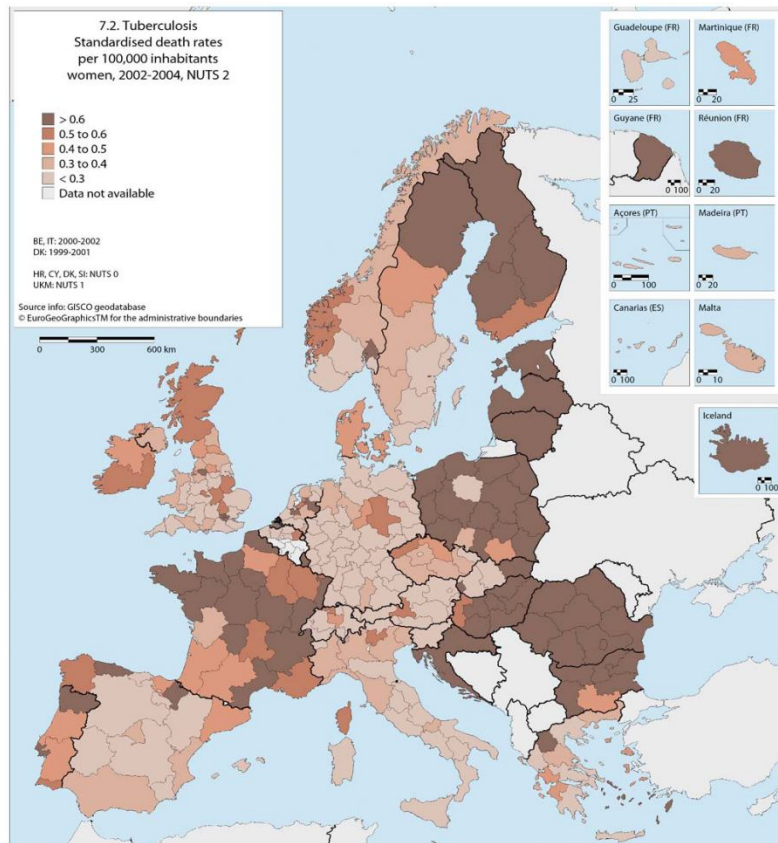 7.2. Tuberculosis
Standardised death rates
per 100,000 inhabitants
women, 2002-2004, NUTS 2
> 0.6
0.5 to 0.6
0.4 to 0.5
0.3 to 0.4
< 0.3
Data not available
BE, IT: 2000-2002
DK: 1999-2001
HR, CY, DK, SI: NUTS 0
UKM: NUTS 1
Source info: GISCO geodatabase
© EuroGeoGraphicsTM for the administrative boundaries
0 300 600 km
Guadeloupe (FR)
0 25
Martinique (FR)
0 20
Guyane (FR)
0 100
Réunion (FR)
0 20
Açores (PT)
0 100
Madeira (PT)
0 20
Canarias (ES)
0 100
Malta
0 10
Iceland
0 100